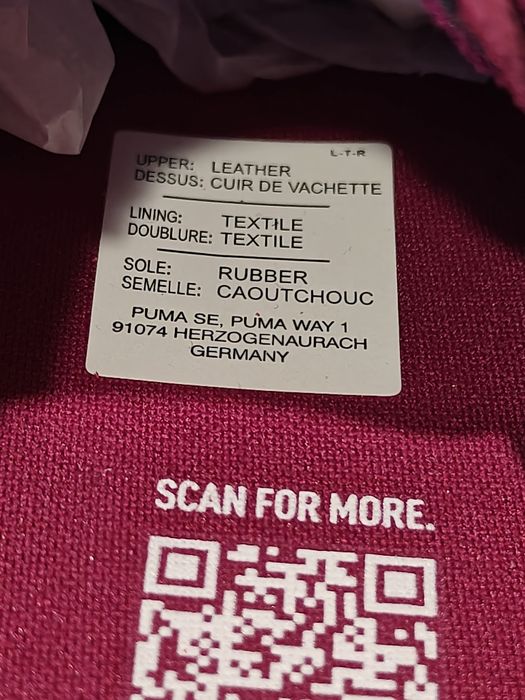 L-T-R
UPPER: LEATHER
DESSUS: CUIR DE VACHETTE
LINING: TEXTILE
DOUBLURE: TEXTILE
SOLE: RUBBER
SEMELLE: CAOUTCHOUC
PUMA SE, PUMA WAY 1
91074 HERZOGENAURACH
GERMANY
SCAN FOR MORE.